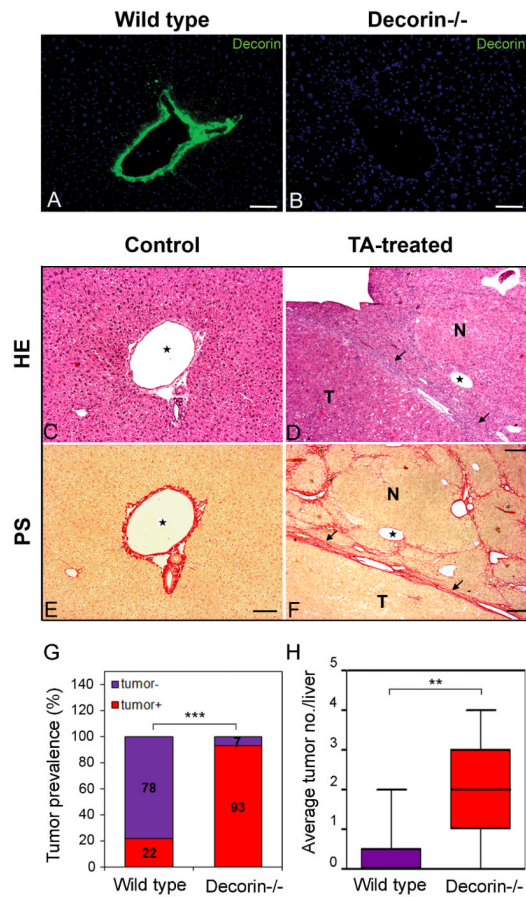 Wild type Decorin-/-
Decorin Decorin
A B
Control TA-treated
HE
N
T
C D
PS
N
T
E F
G H
tumor-
tumor+
***
**
Tumor prevalence (%)
140
120
100
80
60
40
20
0
78
22
7
93
Wild type Decorin-/-
Average tumor no./liver
5
4
3
2
1
0
Wild type Decorin-/-